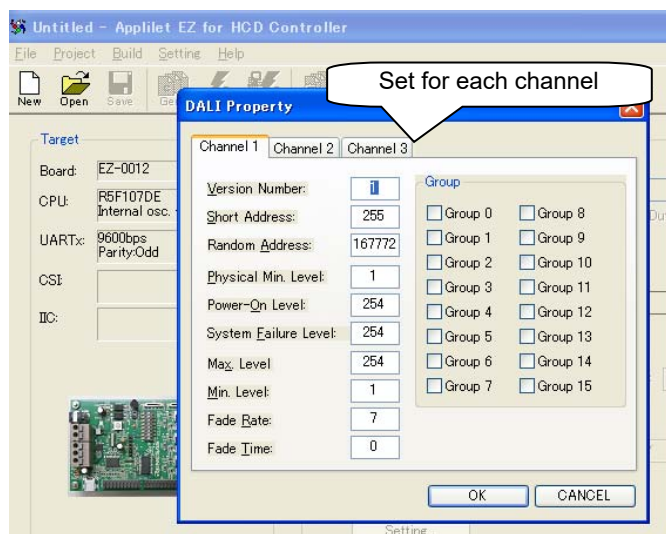 Untitled - Applilet EZ for HCD Controller
File Project Build Setting Help
New Open Save
Set for each channel
DALI Property
Channel 1 Channel 2 Channel 3
Target
Board: EZ-0012
CPU: R5F107DE
Internal osc.
UARTx: 9600bps
Parity:Odd
CSI:
IIC:
Version Number: 1
Short Address: 255
Random Address: 167772
Physical Min. Level: 1
Power-On Level: 254
System Failure Level: 254
Max. Level 254
Min. Level: 1
Fade Rate: 7
Fade Time: 0
Group
Group 0 Group 8
Group 1 Group 9
Group 2 Group 10
Group 3 Group 11
Group 4 Group 12
Group 5 Group 13
Group 6 Group 14
Group 7 Group 15
OK CANCEL
Setting